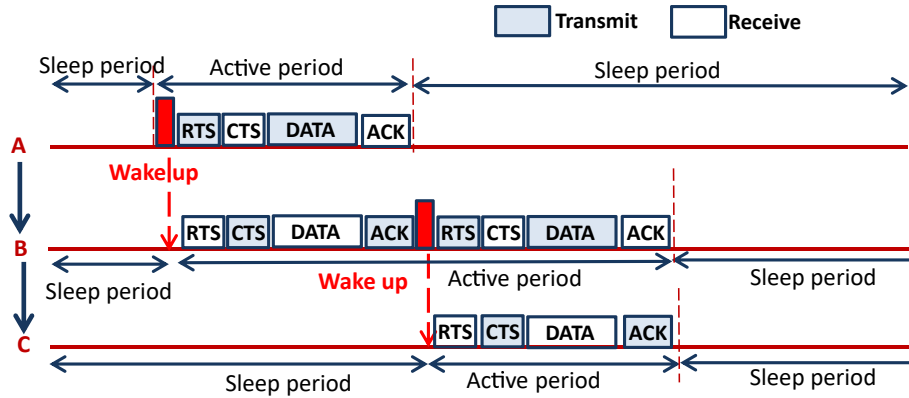 Transmit Receive
Sleep period Active period Sleep period
RTS CTS DATA ACK
A
Wake up
RTS CTS DATA ACK RTS CTS DATA ACK
B
Sleep period Wake up Active period Sleep period
RTS CTS DATA ACK
C
Sleep period Active period Sleep period